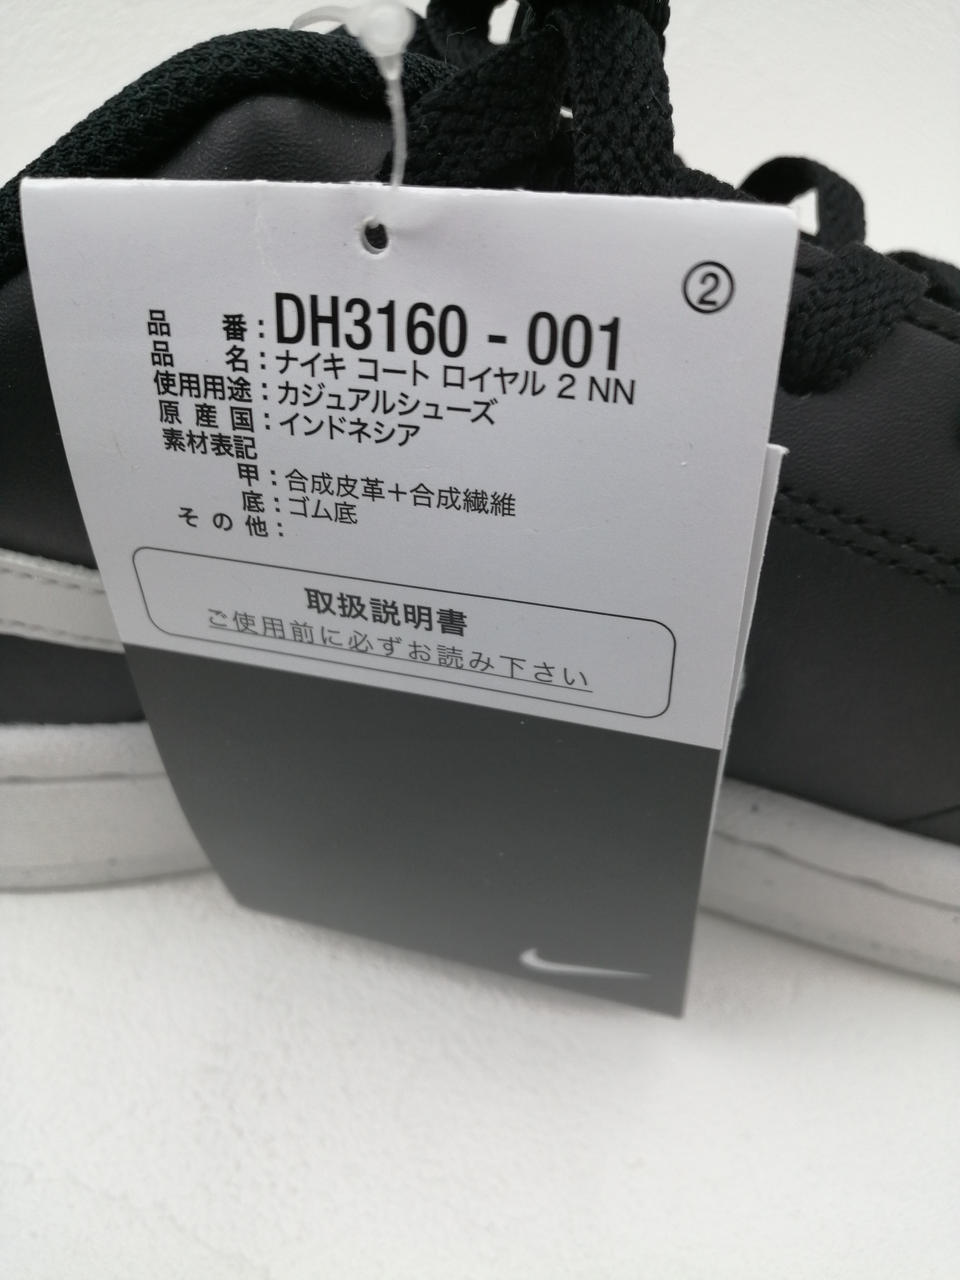 ②
品番：DH3160 - 001
品名：ナイキ コート ロイヤル 2 NN
使用用途：カジュアルシューズ
原産国：インドネシア
素材表記
甲：合成皮革＋合成繊維
底：ゴム底
その他：
取扱説明書
ご使用前に必ずお読み下さい